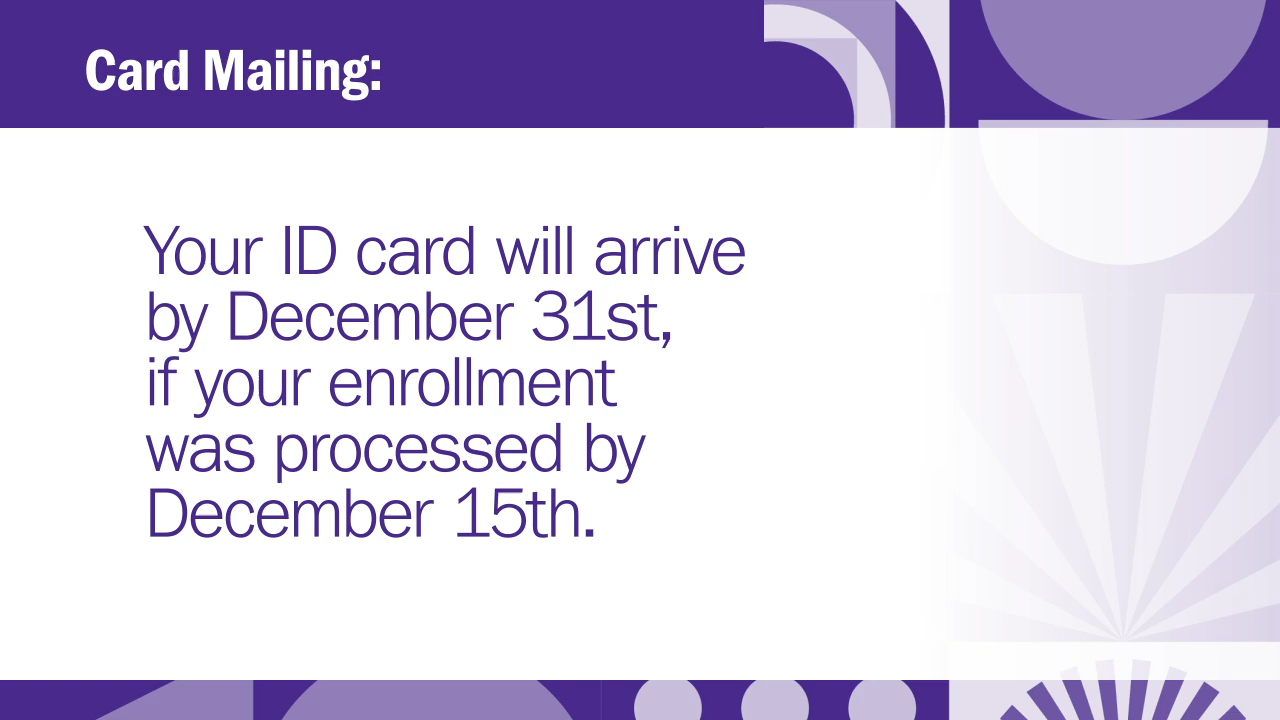 Card Mailing:
Your ID card will arrive
by December 31st,
if your enrollment
was processed by
December 15th.